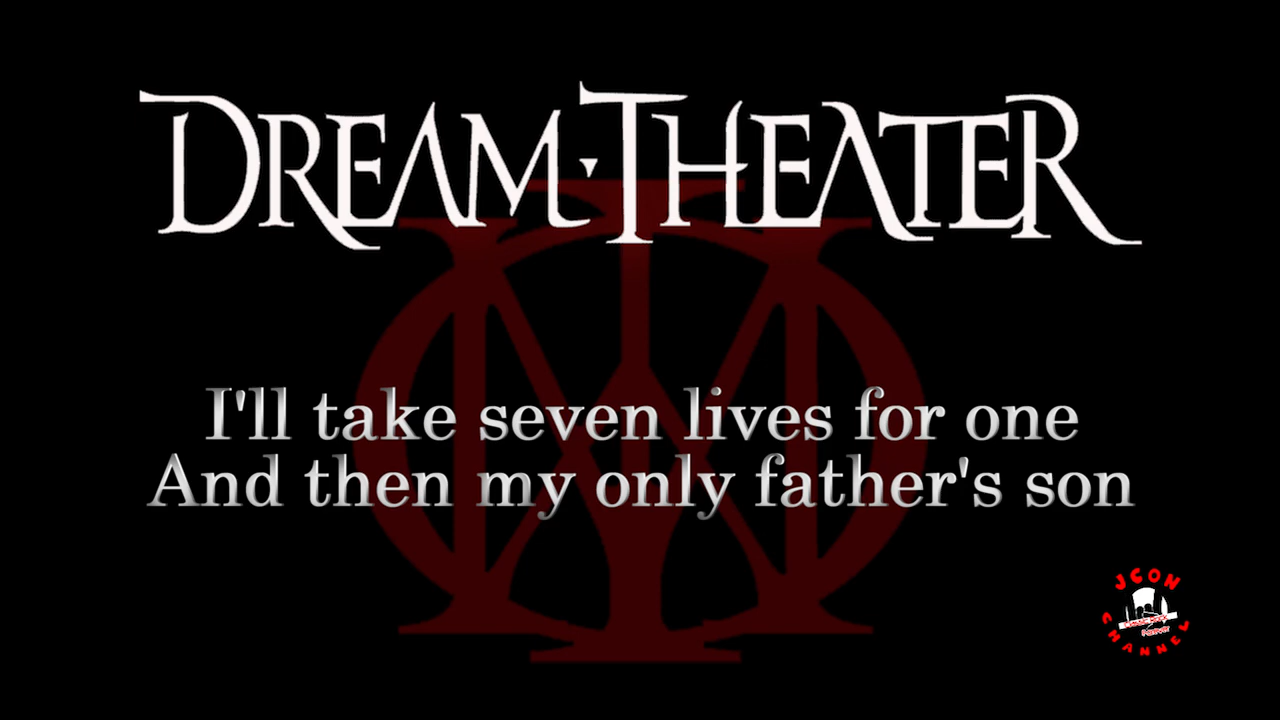 DREAM THEATER
I'll take seven lives for one
And then my only father's son
JCON
CHANNEL